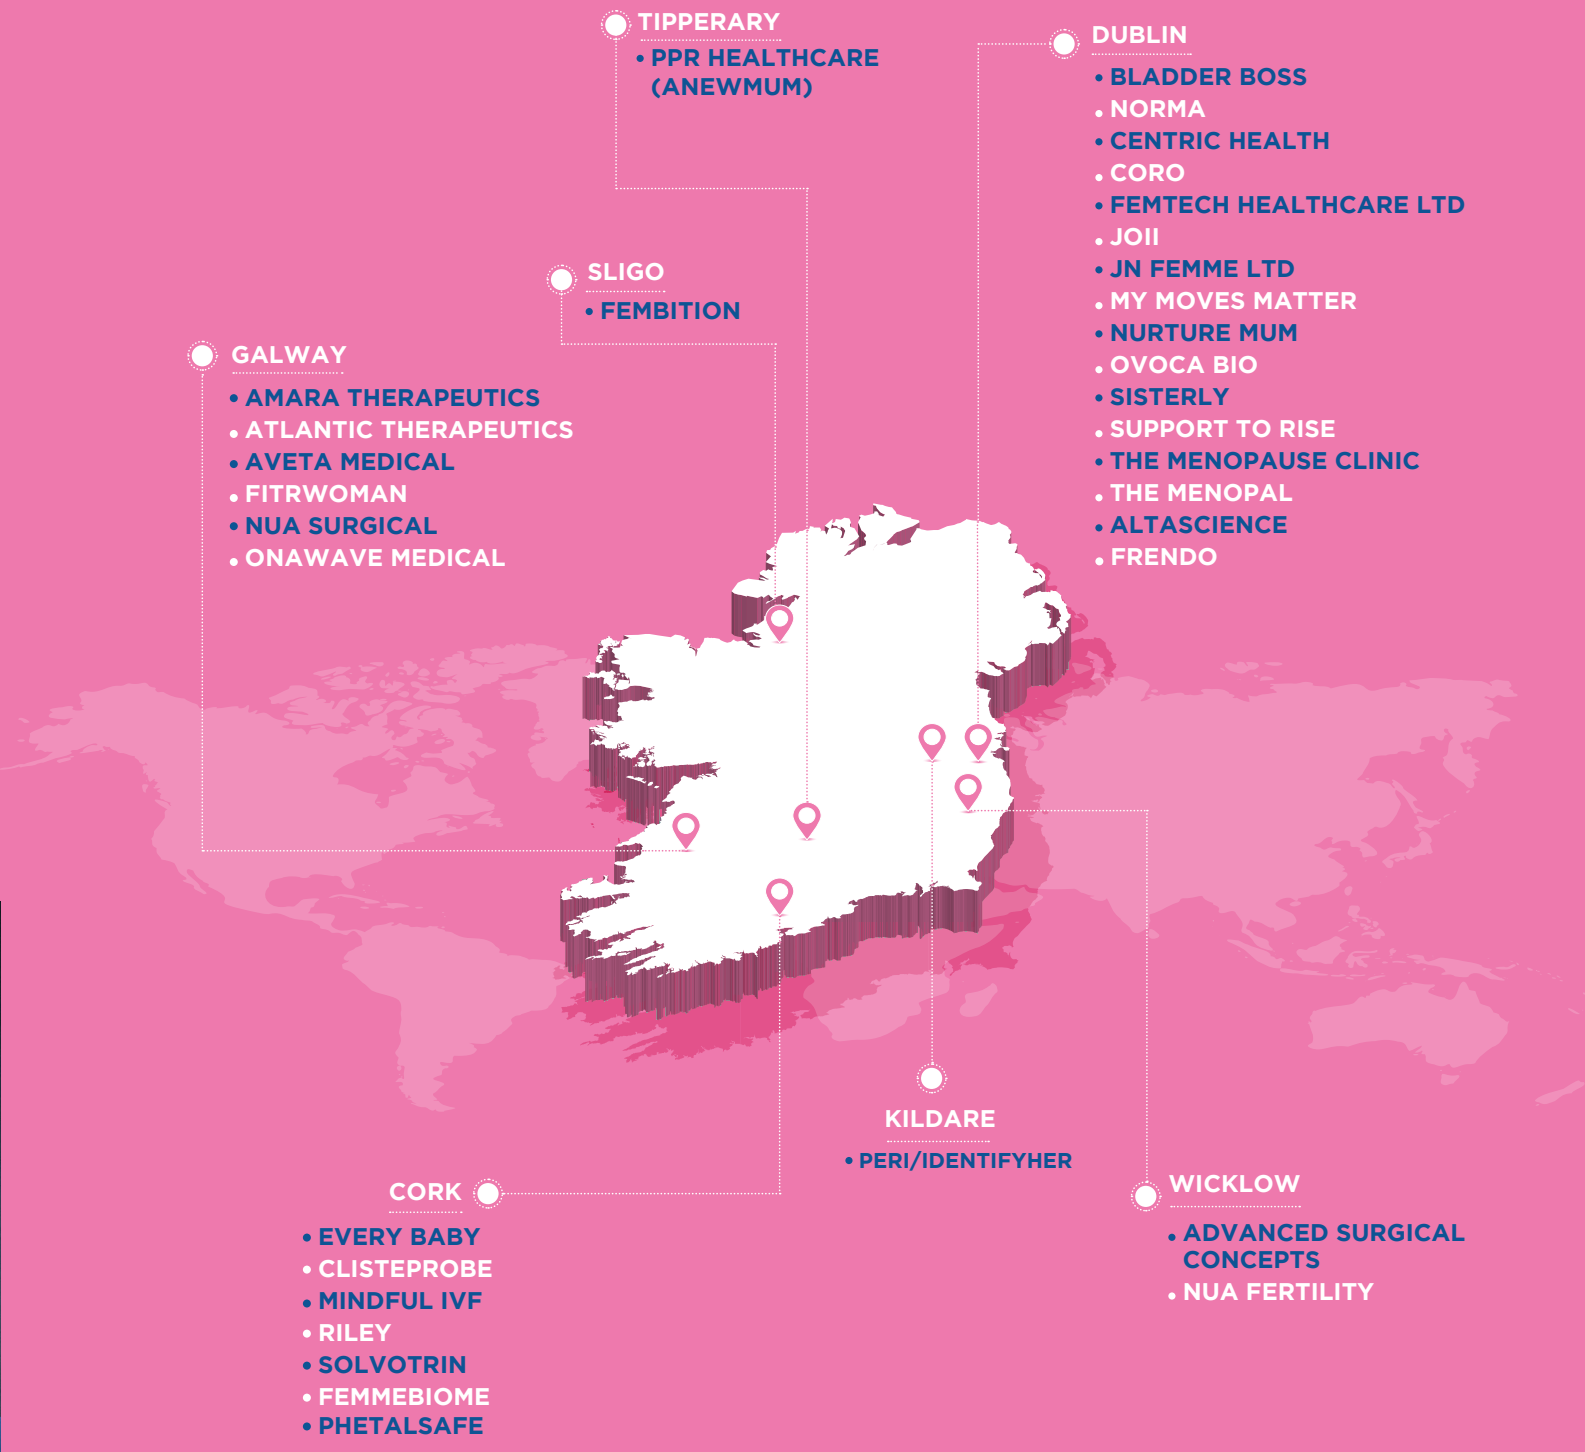 TIPPERARY
• PPR HEALTHCARE
(ANEWMUM)
DUBLIN
• BLADDER BOSS
• NORMA
• CENTRIC HEALTH
• CORO
• FEMTECH HEALTHCARE LTD
• JOII
• JN FEMME LTD
• MY MOVES MATTER
• NURTURE MUM
• OVOCA BIO
• SISTERLY
• SUPPORT TO RISE
• THE MENOPAUSE CLINIC
• THE MENOPAL
• ALTASCIENCE
• FRENDO
SLIGO
• FEMBITION
GALWAY
• AMARA THERAPEUTICS
• ATLANTIC THERAPEUTICS
• AVETA MEDICAL
• FITRWOMAN
• NUA SURGICAL
• ONAWAVE MEDICAL
KILDARE
• PERI/IDENTIFYHER
CORK
• EVERY BABY
• CLISTEPROBE
• MINDFUL IVF
• RILEY
• SOLVOTRIN
• FEMMEBIOME
• PHETALSAFE
WICKLOW
• ADVANCED SURGICAL
CONCEPTS
• NUA FERTILITY